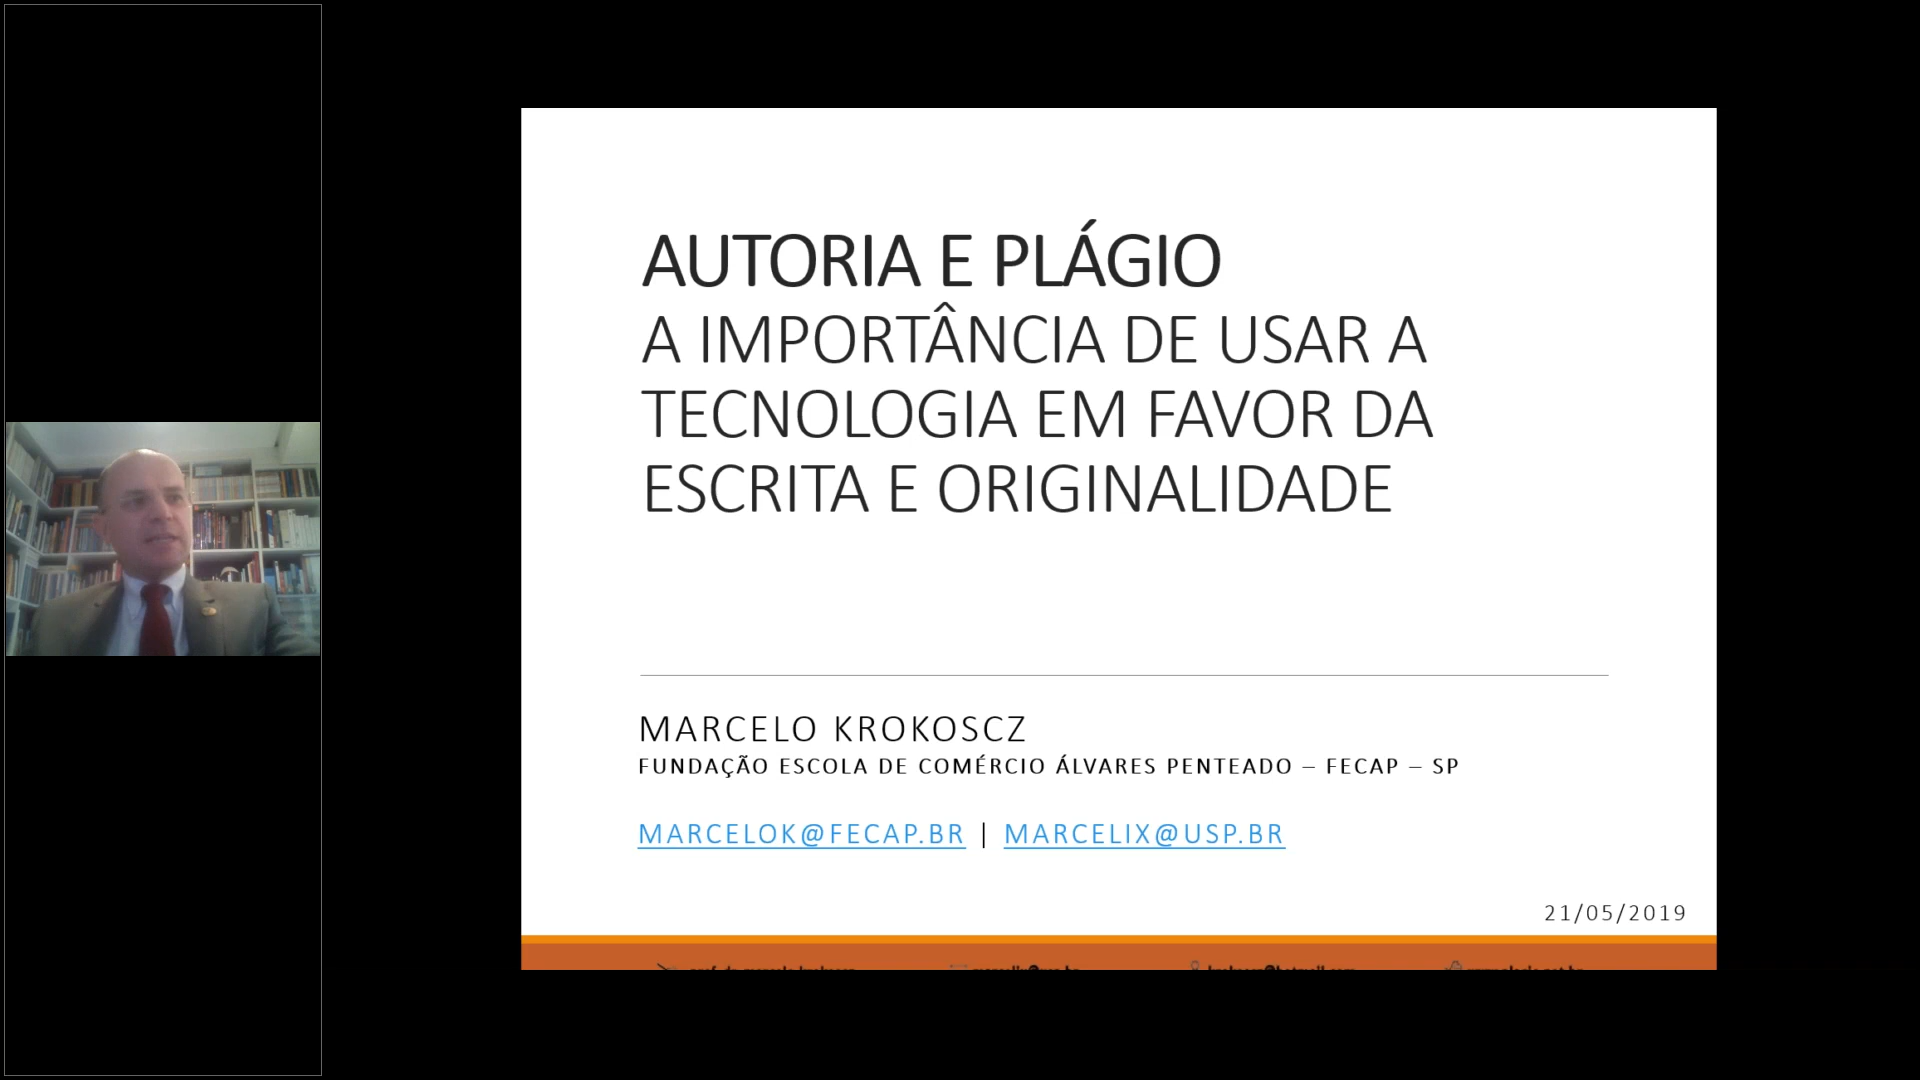 AUTORIA E PLÁGIO
A IMPORTÂNCIA DE USAR A
TECNOLOGIA EM FAVOR DA
ESCRITA E ORIGINALIDADE
MARCELO KROKOSCZ
FUNDAÇÃO ESCOLA DE COMÉRCIO ÁLVARES PENTEADO – FECAP – SP
MARCELOK@FECAP.BR | MARCELIX@USP.BR
21/05/2019